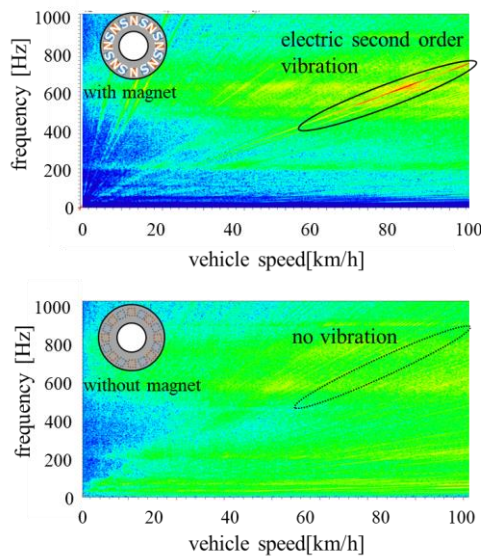 1000
800
600
400
200
0
frequency [Hz]
SNSNSNSNSNSN
with magnet
electric second order
vibration
0 20 40 60 80 100
vehicle speed[km/h]
1000
800
600
400
200
0
frequency [Hz]
without magnet
no vibration
0 20 40 60 80 100
vehicle speed[km/h]